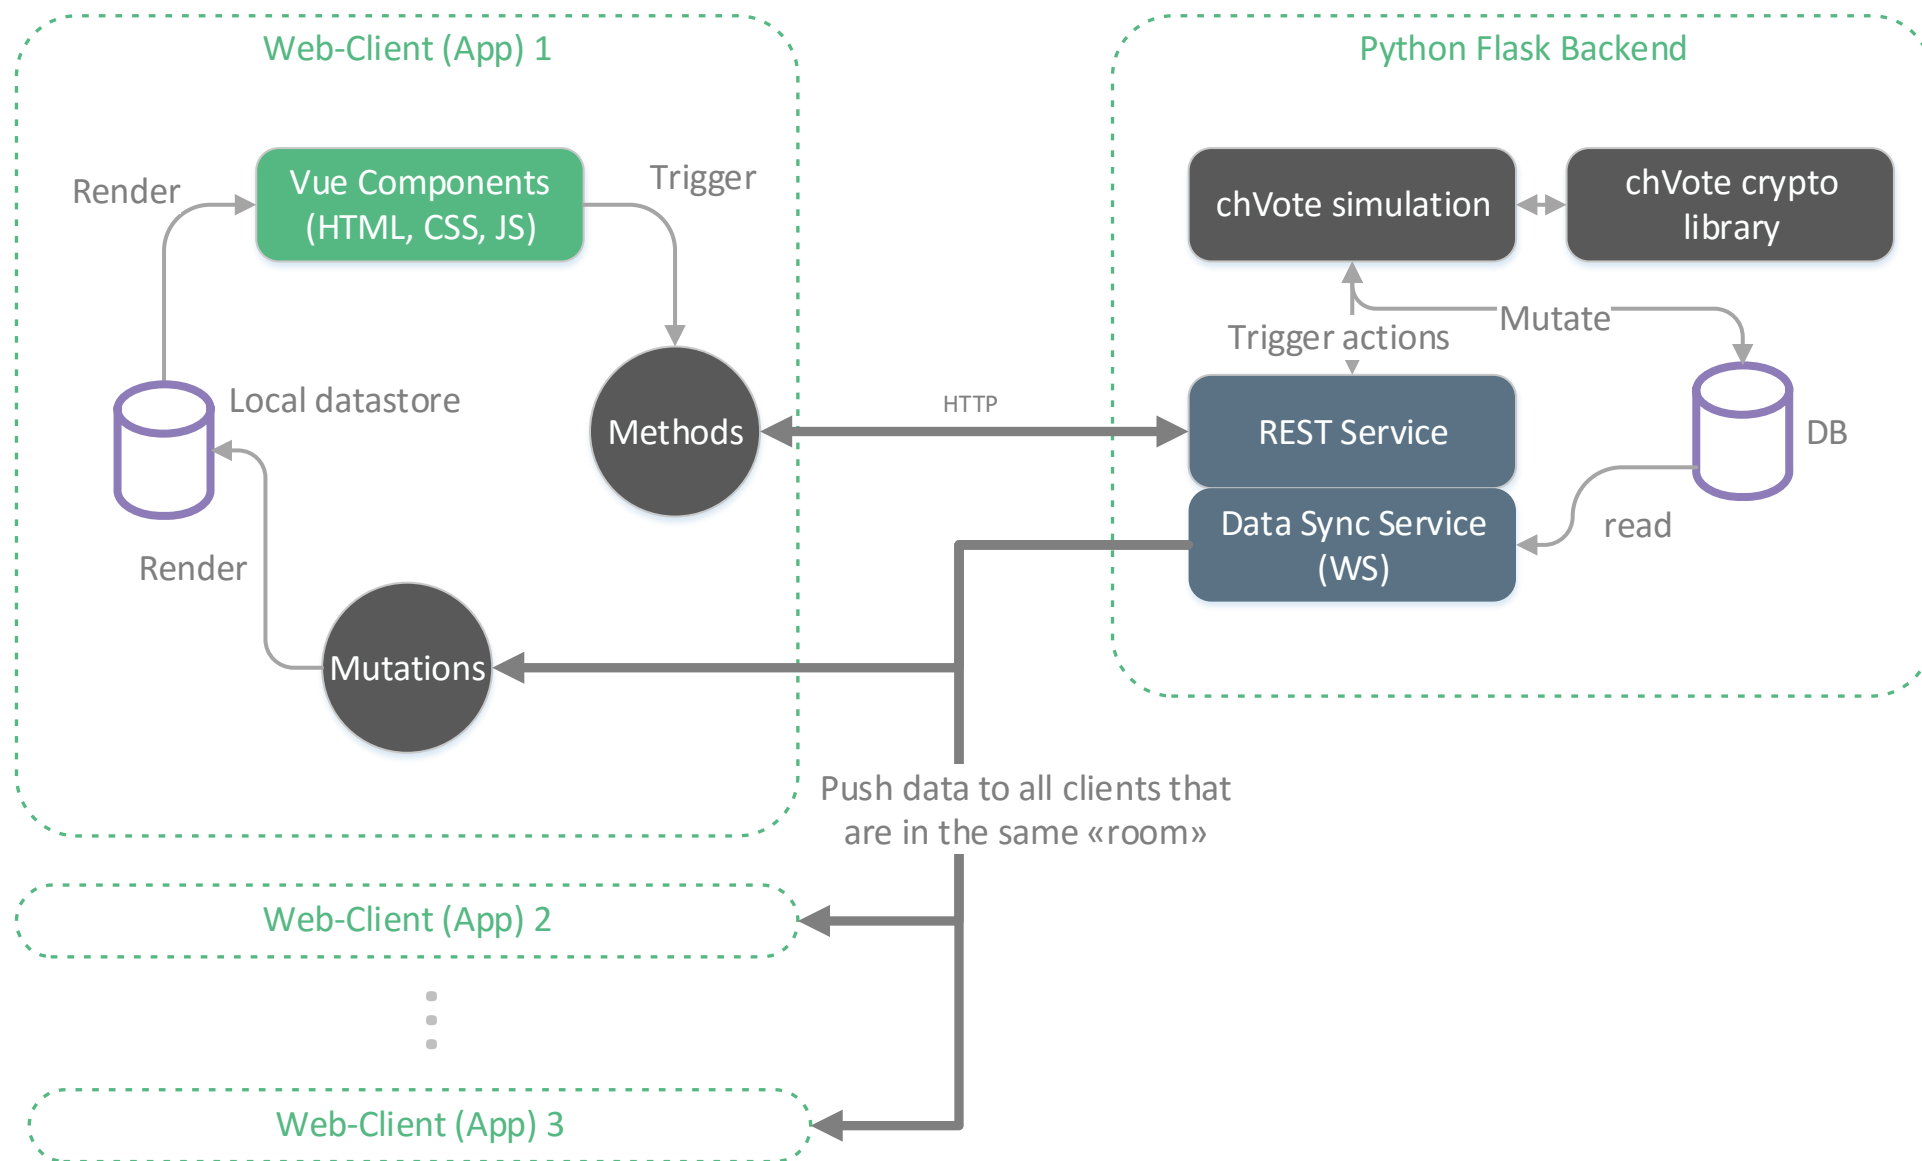 Web-Client (App) 1
Python Flask Backend
Render
Vue Components
(HTML, CSS, JS)
Trigger
chVote simulation
chVote crypto
library
Mutate
Trigger actions
Local datastore
Methods
HTTP
REST Service
DB
Data Sync Service
(WS)
read
Render
Mutations
Push data to all clients that
are in the same «room»
Web-Client (App) 2
Web-Client (App) 3